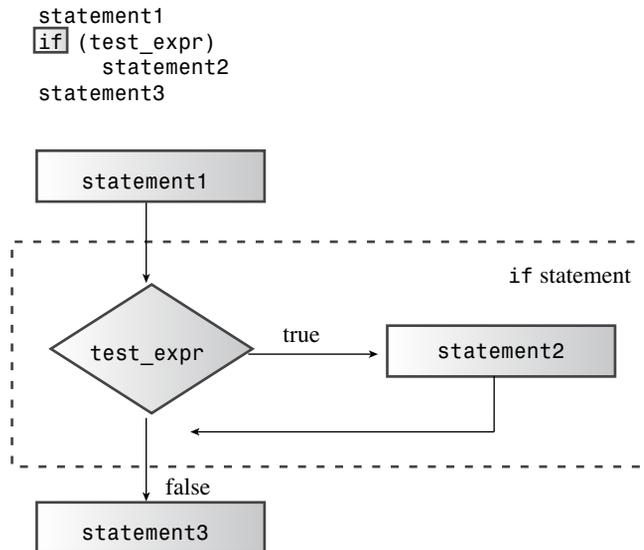 statement1
if (test_expr)
statement2
statement3
statement1
if statement
test_expr
true
statement2
false
statement3